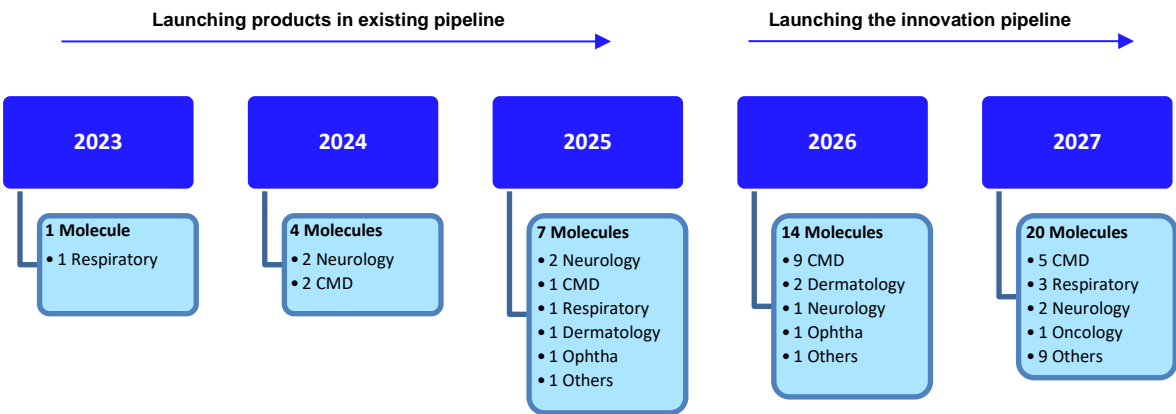 Launching products in existing pipeline
Launching the innovation pipeline
2023
2024
2025
2026
2027
1 Molecule
• 1 Respiratory
4 Molecules
• 2 Neurology
• 2 CMD
7 Molecules
• 2 Neurology
• 1 CMD
• 1 Respiratory
• 1 Dermatology
• 1 Ophtha
• 1 Others
14 Molecules
• 9 CMD
• 2 Dermatology
• 1 Neurology
• 1 Ophtha
• 1 Others
20 Molecules
• 5 CMD
• 3 Respiratory
• 2 Neurology
• 1 Oncology
• 9 Others